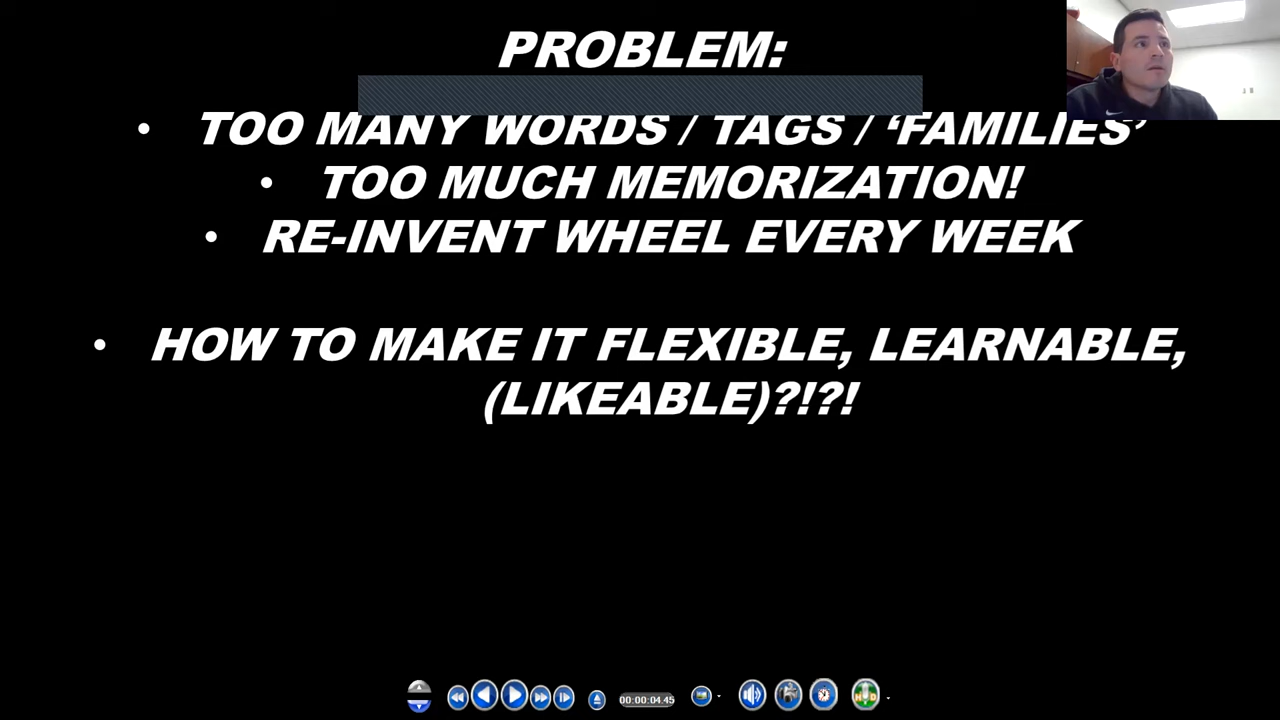 PROBLEM:
• TOO MANY WORDS / TAGS / ‘FAMILIES’
• TOO MUCH MEMORIZATION!
• RE-INVENT WHEEL EVERY WEEK
• HOW TO MAKE IT FLEXIBLE, LEARNABLE,
(LIKEABLE)?!?!
00:00:04.45